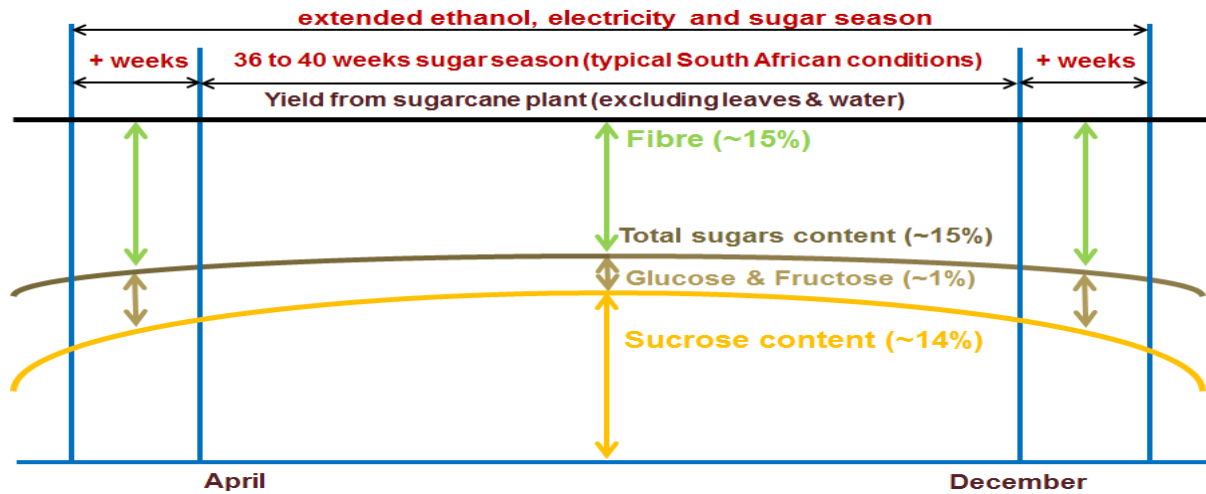 extended ethanol, electricity and sugar season
+ weeks
36 to 40 weeks sugar season (typical South African conditions)
+ weeks
Yield from sugarcane plant (excluding leaves & water)
Fibre (~15%)
Total sugars content (~15%)
Glucose & Fructose (~1%)
Sucrose content (~14%)
April
December